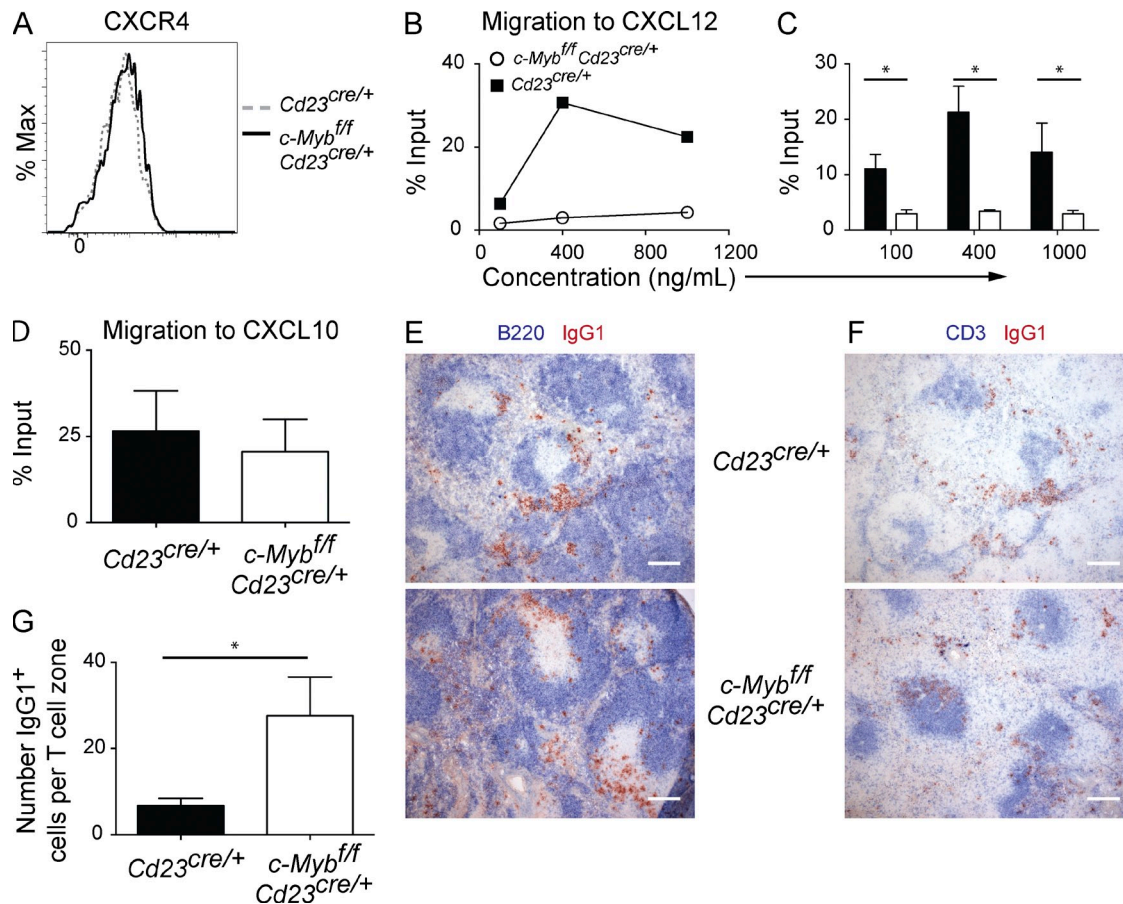 A
CXCR4
% Max
0
Cd23cre/+
c-Mybf/f
Cd23cre/+
B
Migration to CXCL12
c-Mybf/f Cd23cre/+
Cd23cre/+
% Input
40
20
0
0
400
800
1200
Concentration (ng/mL)
C
% Input
30
20
10
0
*
*
*
100
400
1000
D
Migration to CXCL10
% Input
50
25
0
Cd23cre/+
c-Mybf/f
Cd23cre/+
E
B220 IgG1
F
CD3 IgG1
Cd23cre/+
c-Mybf/f
Cd23cre/+
G
Number IgG1+
cells per T cell zone
40
20
0
*
Cd23cre/+
c-Mybf/f
Cd23cre/+